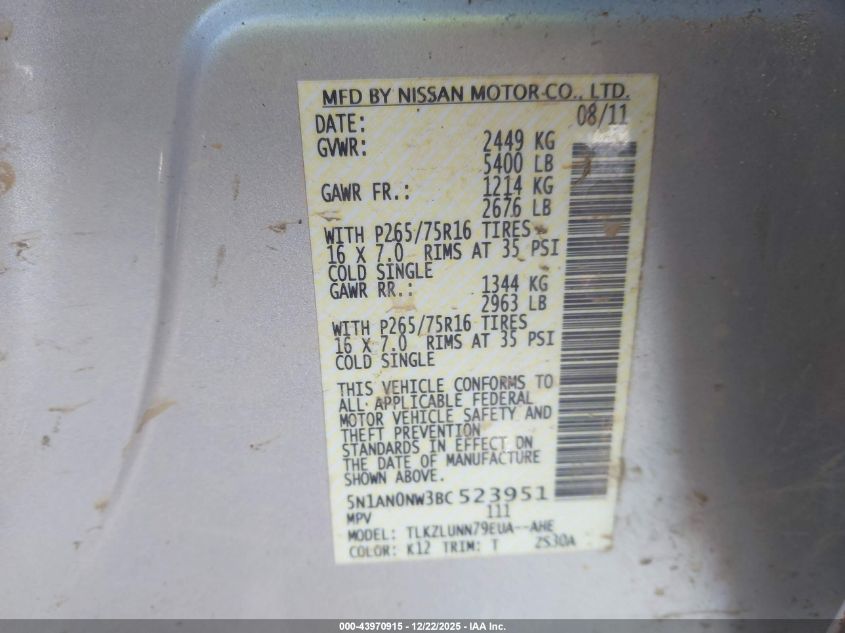 MFD BY NISSAN MOTOR CO., LTD.
DATE: 08/11
GVWR: 2449 KG
5400 LB
GAWR FR.: 1214 KG
2676 LB
WITH P265/75R16 TIRES
16 X 7.0 RIMS AT 35 PSI
COLD SINGLE
GAWR RR.: 1344 KG
2963 LB
WITH P265/75R16 TIRES
16 X 7.0 RIMS AT 35 PSI
COLD SINGLE
THIS VEHICLE CONFORMS TO
ALL APPLICABLE FEDERAL
MOTOR VEHICLE SAFETY AND
THEFT PREVENTION
STANDARDS IN EFFECT ON
THE DATE OF MANUFACTURE
SHOWN ABOVE.
5N1AN0NW3BC523951
MPV 111
MODEL: TLKZLUNN79EUA--AHE
COLOR: K12 TRIM: T ZS30A
000-43970915 - 12/22/2025 - IAA Inc.